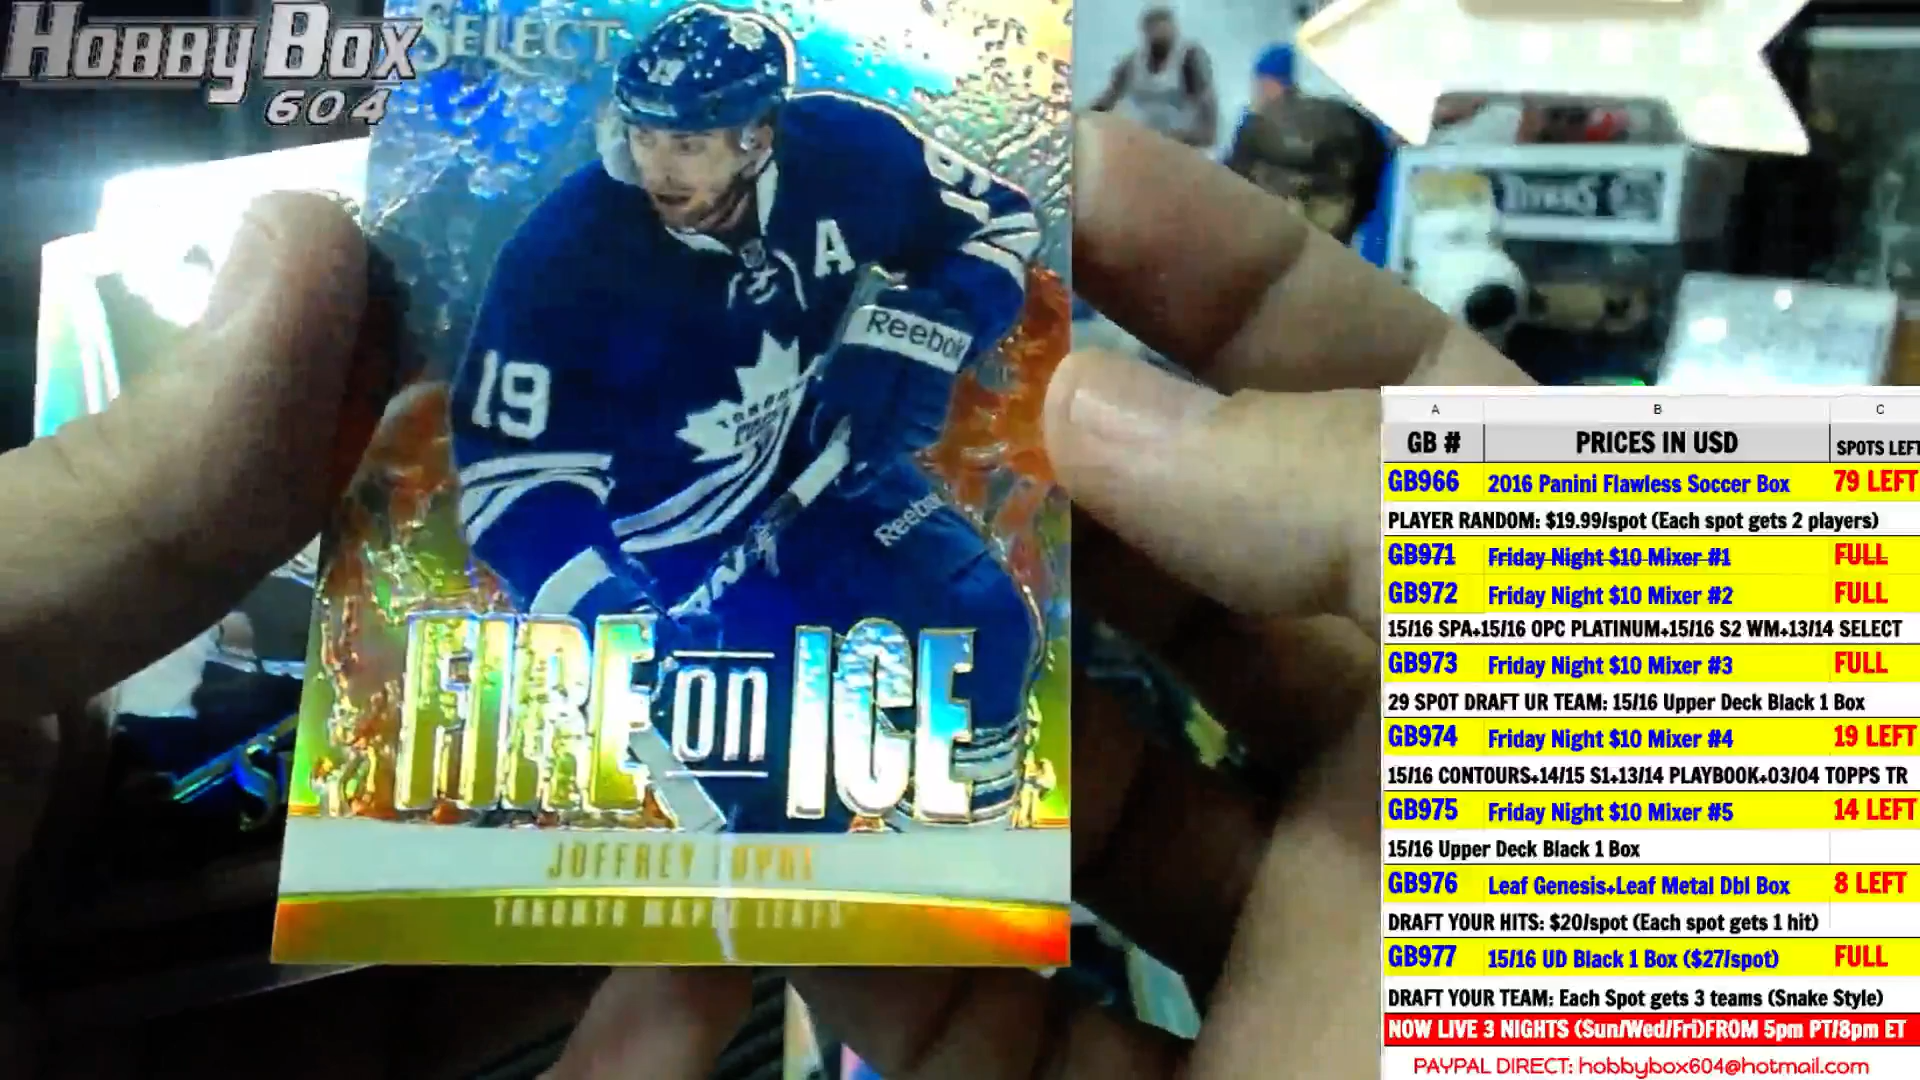 HOBBY BOX
604
SELECT
19
A
Reebok
19
TORONTO
MAPLE
LEAFS
Reebok
FIRE on ICE
JOFFREY LUPUL
TORONTO MAPLE LEAFS
A B C
GB # PRICES IN USD SPOTS LEFT
GB966 2016 Panini Flawless Soccer Box 79 LEFT
PLAYER RANDOM: $19.99/spot (Each spot gets 2 players)
GB971 Friday Night $10 Mixer #1 FULL
GB972 Friday Night $10 Mixer #2 FULL
15/16 SPA+15/16 OPC PLATINUM+15/16 S2 WM+13/14 SELECT
GB973 Friday Night $10 Mixer #3 FULL
29 SPOT DRAFT UR TEAM: 15/16 Upper Deck Black 1 Box
GB974 Friday Night $10 Mixer #4 19 LEFT
15/16 CONTOURS+14/15 S1+13/14 PLAYBOOK+03/04 TOPPS TR
GB975 Friday Night $10 Mixer #5 14 LEFT
15/16 Upper Deck Black 1 Box
GB976 Leaf Genesis+Leaf Metal Dbl Box 8 LEFT
DRAFT YOUR HITS: $20/spot (Each spot gets 1 hit)
GB977 15/16 UD Black 1 Box ($27/spot) FULL
DRAFT YOUR TEAM: Each Spot gets 3 teams (Snake Style)
NOW LIVE 3 NIGHTS (Sun/Wed/Fri)FROM 5pm PT/8pm ET
PAYPAL DIRECT: hobbybox604@hotmail.com